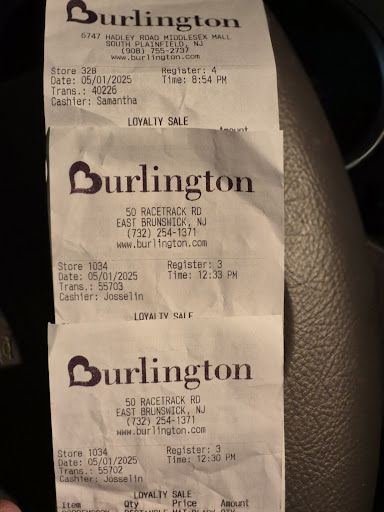 Burlington
6747 HADLEY ROAD MIDDLESEX MALL
SOUTH PLAINFIELD, NJ
(908) 755-2737
www.burlington.com
Store 328 Register: 4
Date: 05/01/2025 Time: 8:54 PM
Trans.: 40226
Cashier: Samantha
LOYALTY SALE
Amount
Burlington
50 RACETRACK RD
EAST BRUNSWICK, NJ
(732) 254-1371
www.burlington.com
Store 1034 Register: 3
Date: 05/01/2025 Time: 12:33 PM
Trans.: 55703
Cashier: Josselin
LOYALTY SALE
Burlington
50 RACETRACK RD
EAST BRUNSWICK, NJ
(732) 254-1371
www.burlington.com
Store 1034 Register: 3
Date: 05/01/2025 Time: 12:30 PM
Trans.: 55702
Cashier: Josselin
LOYALTY SALE
Item Qty Price Amount